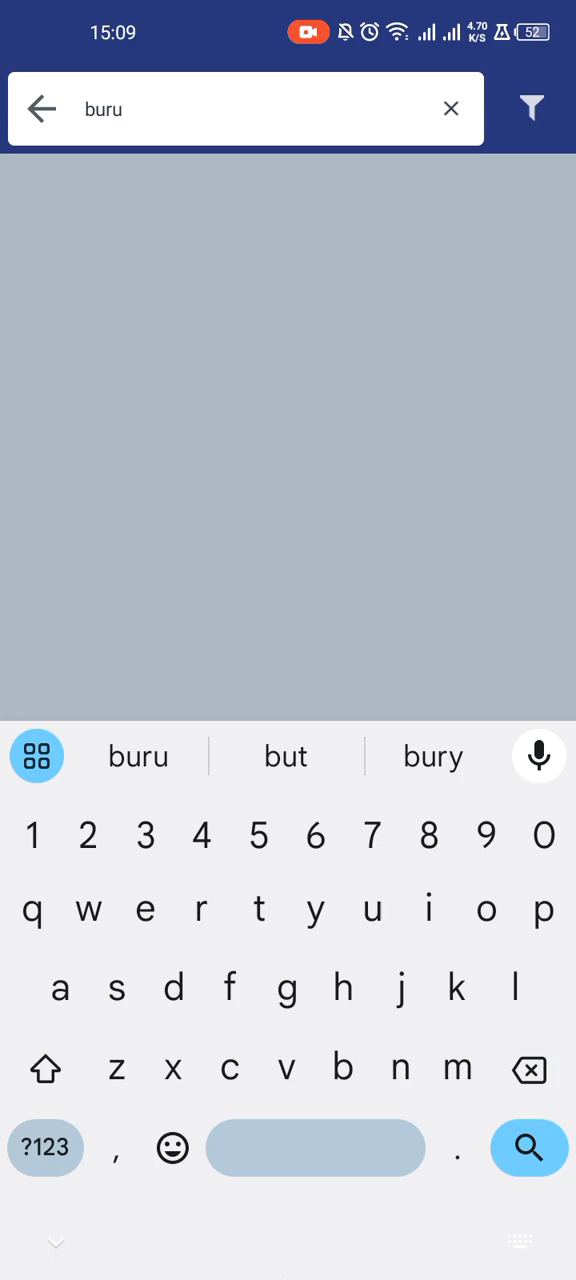 15:09 4.70 K/S 52
buru
buru but bury
1 2 3 4 5 6 7 8 9 0
q w e r t y u i o p
a s d f g h j k l
z x c v b n m
?123 , .